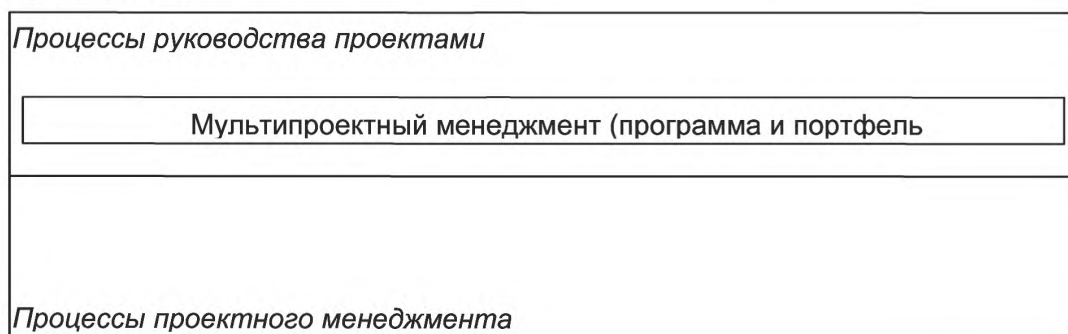 Процессы руководства проектами
Мультипроектный менеджмент (программа и портфель
Процессы проектного менеджмента